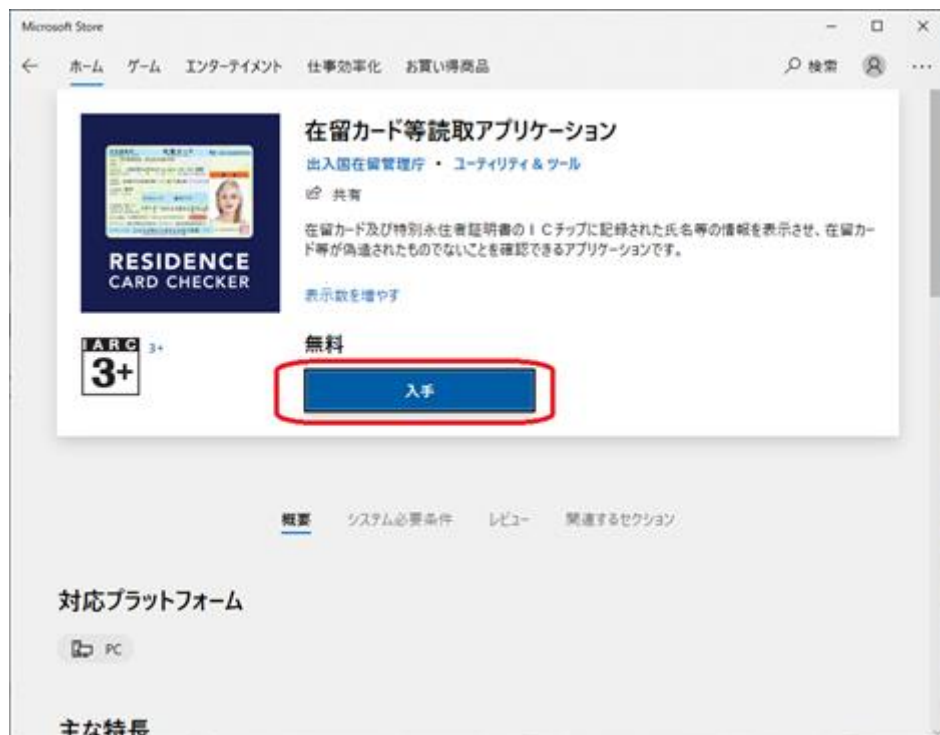 Microsoft Store
ホーム ゲーム エンターテイメント 仕事効率化 お買い得商品 検索
在留カード等読取アプリケーション
出入国在留管理庁 ・ ユーティリティ & ツール
共有
在留カード及び特別永住者証明書のＩＣチップに記録された氏名等の情報を表示させ、在留カー
ド等が偽造されたものでないことを確認できるアプリケーションです。
表示数を増やす
RESIDENCE
CARD CHECKER
IARC
3+
3+
無料
入手
概要 システム必要条件 レビュー 関連するセクション
対応プラットフォーム
PC
主な特長